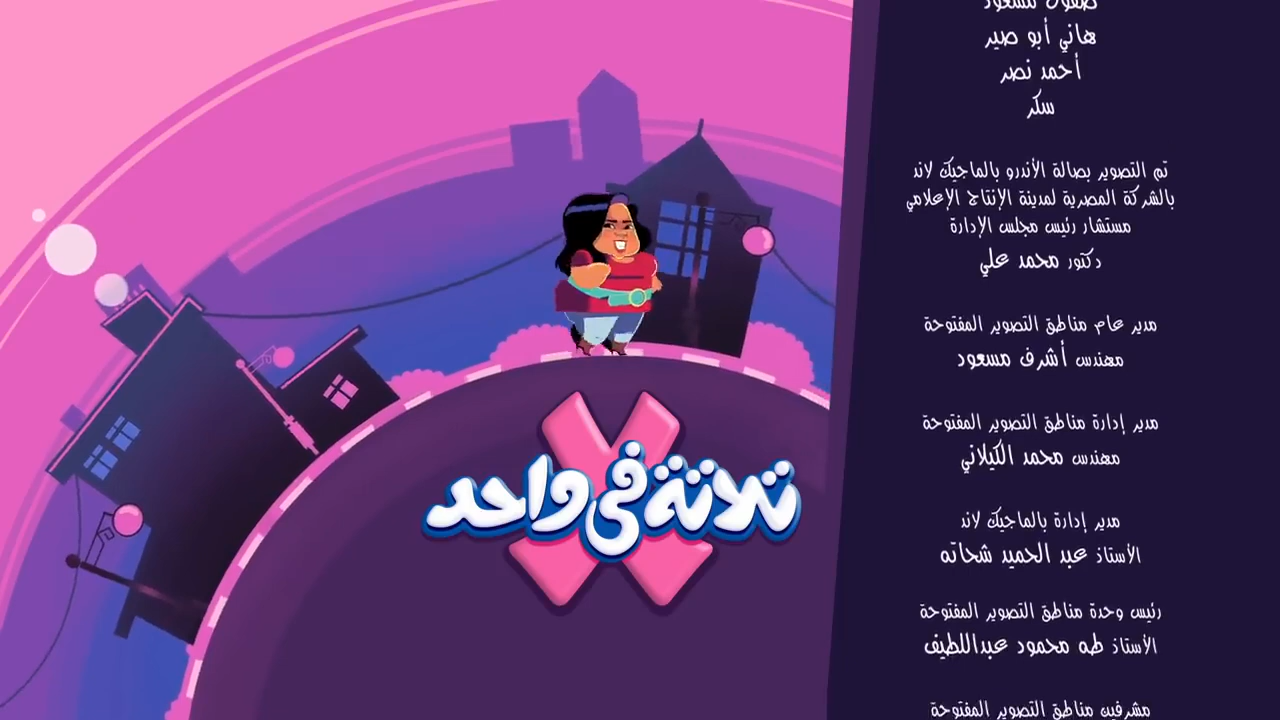 هاني أبو صير
أحمد نصر
سكر
تم التصوير بصالة الأندرو بالماجيك لاند
بالشركة المصرية لمدينة الإنتاج الإعلامي
مستشار رئيس مجلس الإدارة
دكتور محمد علي
مدير عام مناطق التصوير المفتوحة
مهندس أشرف مسعود
مدير إدارة مناطق التصوير المفتوحة
مهندس محمد الكيلاني
مدير إدارة بالماجيك لاند
الأستاذ عبد الحميد شحاته
رئيس وحدة مناطق التصوير المفتوحة
الأستاذ طه محمود عبداللطيف
مشرفين مناطق التصوير المفتوحة
ثلاثة في واحد